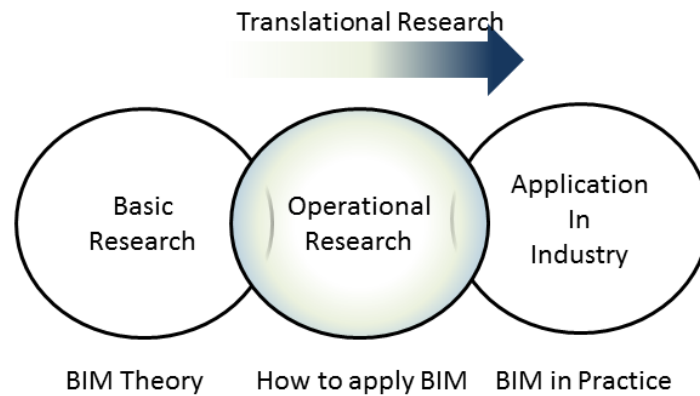 Translational Research
Basic
Research
Operational
Research
Application
In
Industry
BIM Theory
How to apply BIM
BIM in Practice